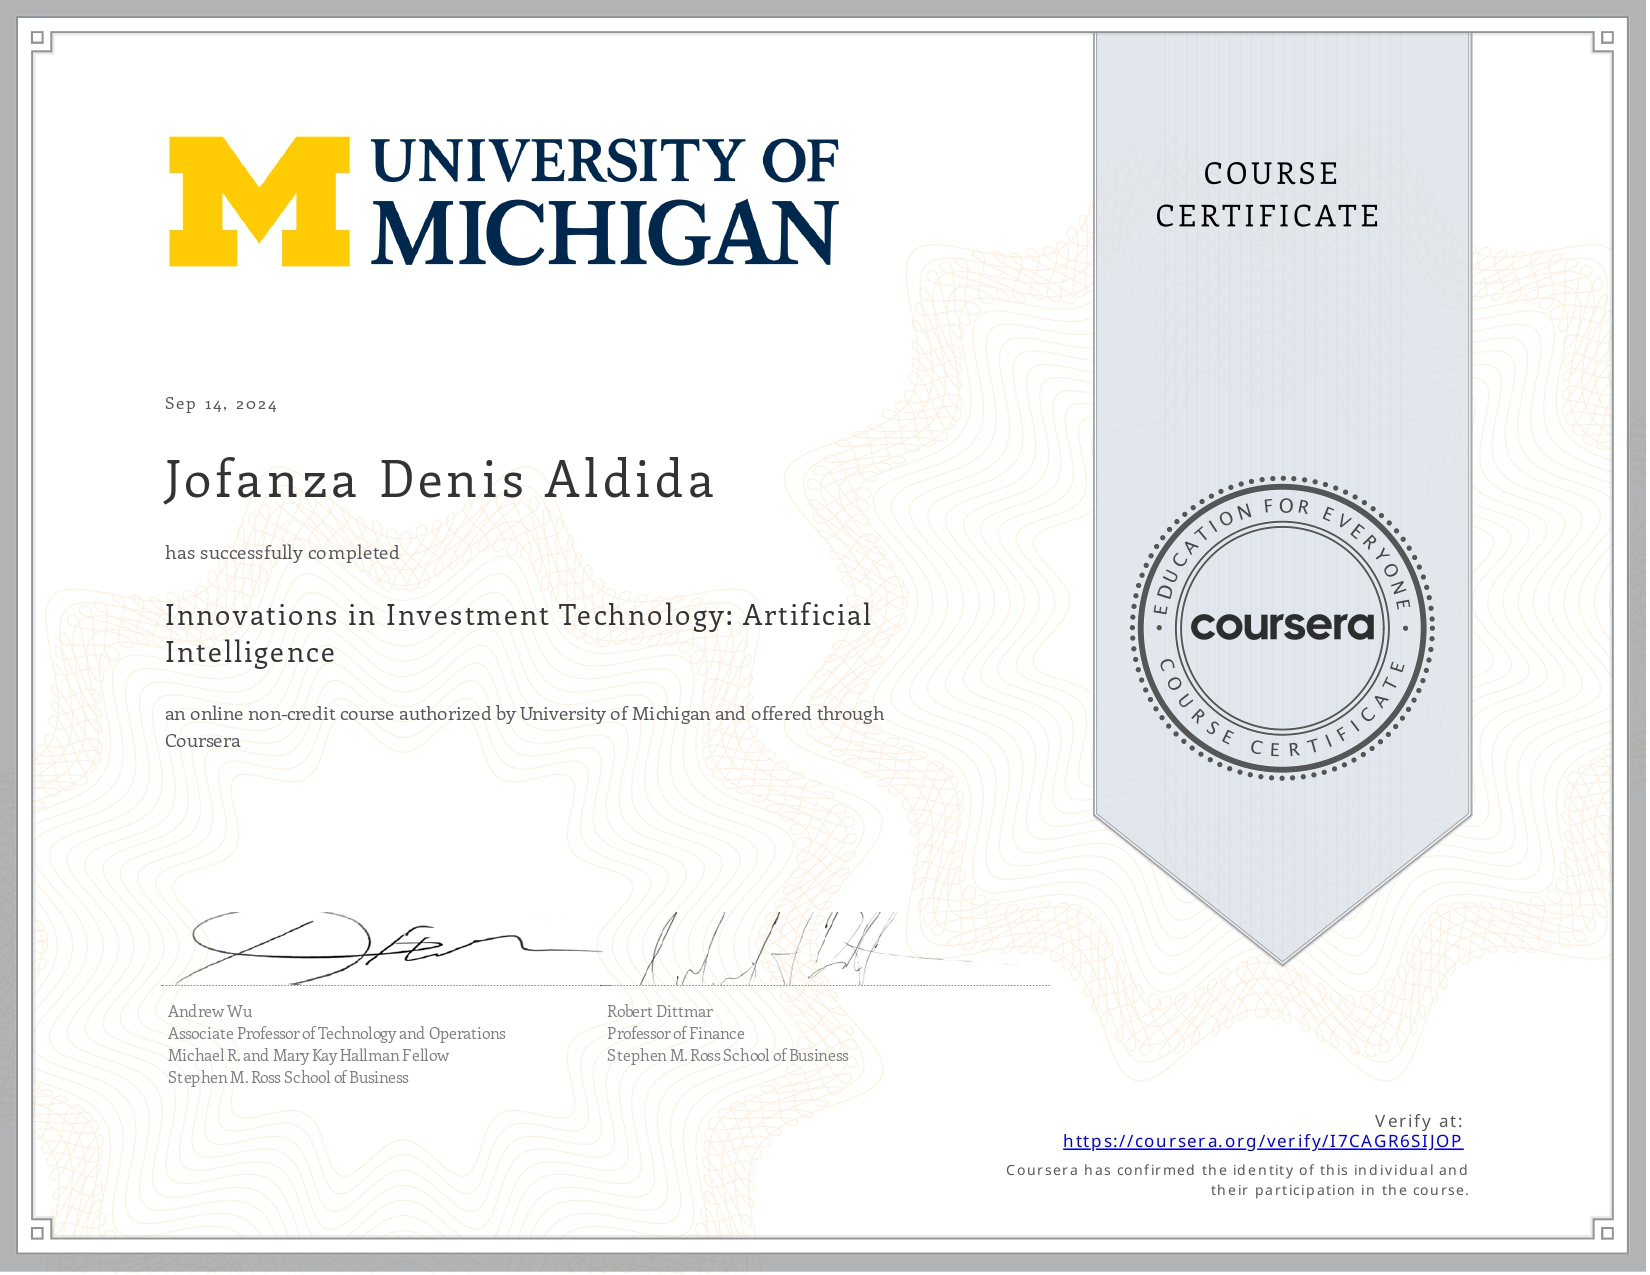 UNIVERSITY OF
MICHIGAN
COURSE
CERTIFICATE
Sep 14, 2024
Jofanza Denis Aldida
has successfully completed
Innovations in Investment Technology: Artificial
Intelligence
an online non-credit course authorized by University of Michigan and offered through
Coursera
EDUCATION FOR EVERYONE
coursera
COURSE CERTIFICATE
Andrew Wu
Associate Professor of Technology and Operations
Michael R. and Mary Kay Hallman Fellow
Stephen M. Ross School of Business
Robert Dittmar
Professor of Finance
Stephen M. Ross School of Business
Verify at:
https://coursera.org/verify/I7CAGR6SIJOP
Coursera has confirmed the identity of this individual and
their participation in the course.